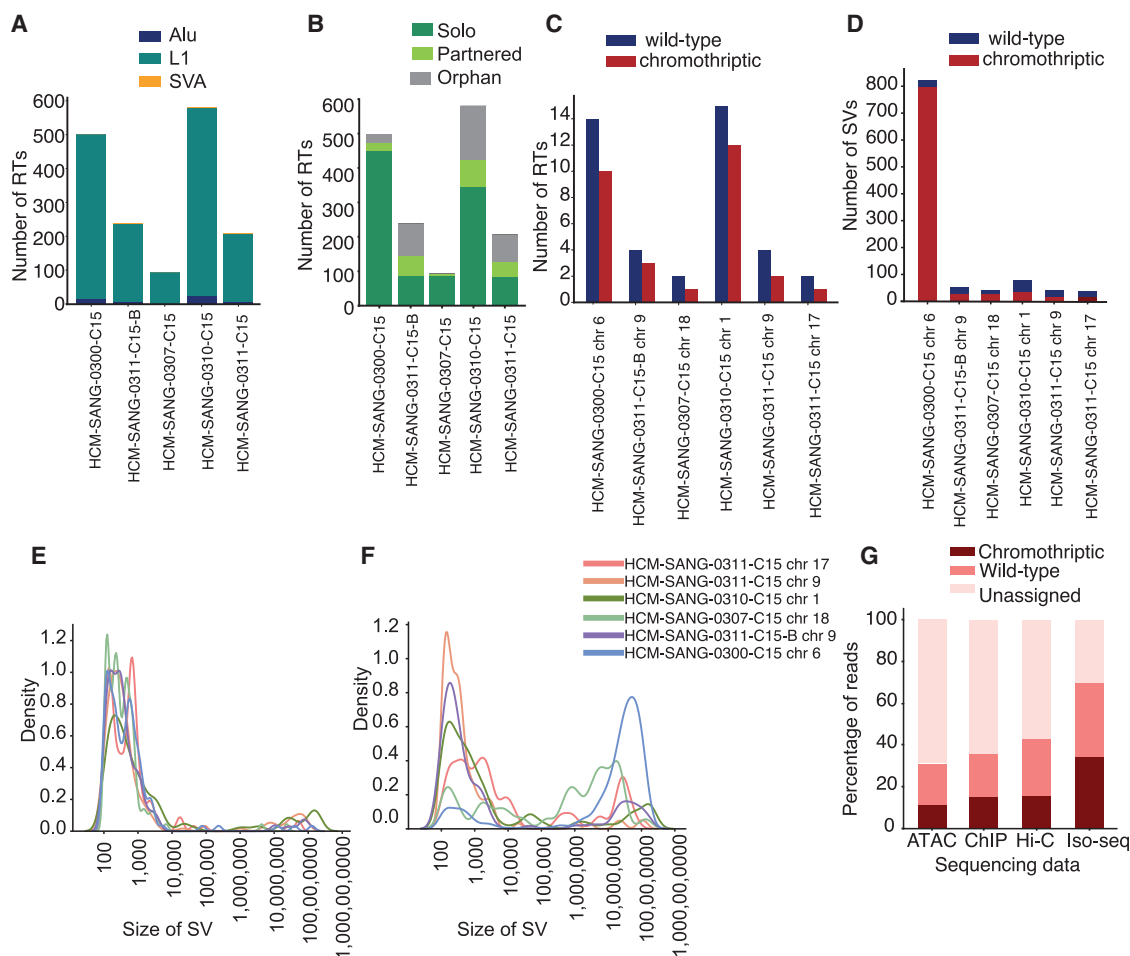 A
Alu
L1
SVA
Number of RTs
600
500
400
300
200
100
0
HCM-SANG-0300-C15
HCM-SANG-0311-C15-B
HCM-SANG-0307-C15
HCM-SANG-0310-C15
HCM-SANG-0311-C15
B
Solo
Partnered
Orphan
Number of RTs
600
500
400
300
200
100
0
HCM-SANG-0300-C15
HCM-SANG-0311-C15-B
HCM-SANG-0307-C15
HCM-SANG-0310-C15
HCM-SANG-0311-C15
C
wild-type
chromothriptic
Number of RTs
14
12
10
8
6
4
2
0
HCM-SANG-0300-C15 chr 6
HCM-SANG-0311-C15-B chr 9
HCM-SANG-0307-C15 chr 18
HCM-SANG-0310-C15 chr 1
HCM-SANG-0311-C15 chr 9
HCM-SANG-0311-C15 chr 17
D
wild-type
chromothriptic
Number of SVs
800
600
400
200
0
HCM-SANG-0300-C15 chr 6
HCM-SANG-0311-C15-B chr 9
HCM-SANG-0307-C15 chr 18
HCM-SANG-0310-C15 chr 1
HCM-SANG-0311-C15 chr 9
HCM-SANG-0311-C15 chr 17
E
Density
1.2
1.0
0.8
0.6
0.4
0.2
0.0
100
1,000
10,000
100,000
1,000,000
10,000,000
100,00,0000
1,000,00,0000
Size of SV
F
HCM-SANG-0311-C15 chr 17
HCM-SANG-0311-C15 chr 9
HCM-SANG-0310-C15 chr 1
HCM-SANG-0307-C15 chr 18
HCM-SANG-0311-C15-B chr 9
HCM-SANG-0300-C15 chr 6
Density
1.2
1.0
0.8
0.6
0.4
0.2
0.0
100
1,000
10,000
100,000
1,000,000
10,000,000
100,00,0000
1,000,00,0000
Size of SV
G
Chromothriptic
Wild-type
Unassigned
Percentage of reads
100
80
60
40
20
0
ATAC ChIP Hi-C Iso-seq
Sequencing data